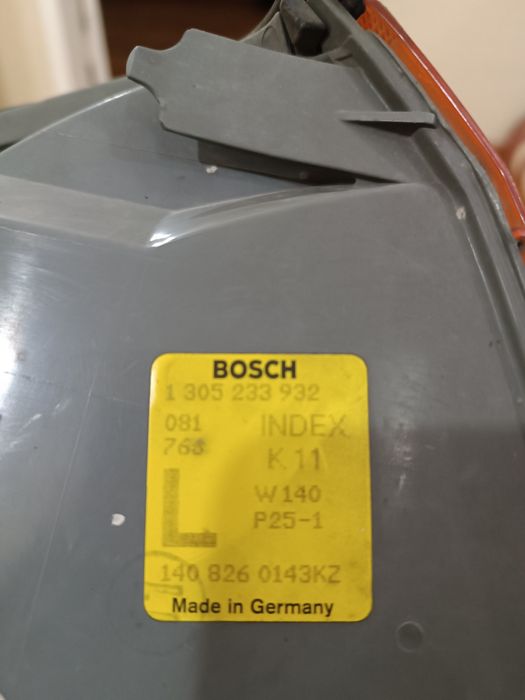 BOSCH
1 305 233 932
081 INDEX
768 K 11
L W140
P25-1
140 826 0143KZ
Made in Germany